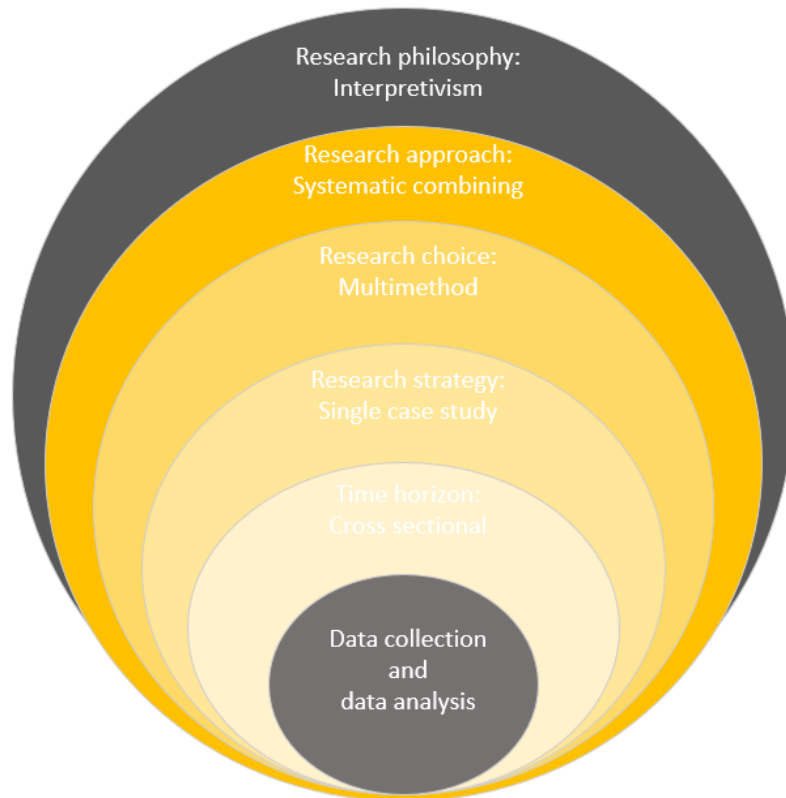 Research philosophy:
Interpretivism
Research approach:
Systematic combining
Research choice:
Multimethod
Research strategy:
Single case study
Time horizon:
Cross sectional
Data collection
and
data analysis